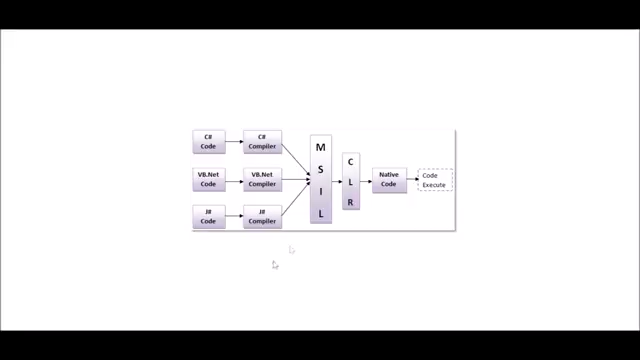 C#
Code
C#
Compiler
VB.Net
Code
VB.Net
Compiler
J#
Code
J#
Compiler
M
S
I
L
C
L
R
Native
Code
Code
Execute